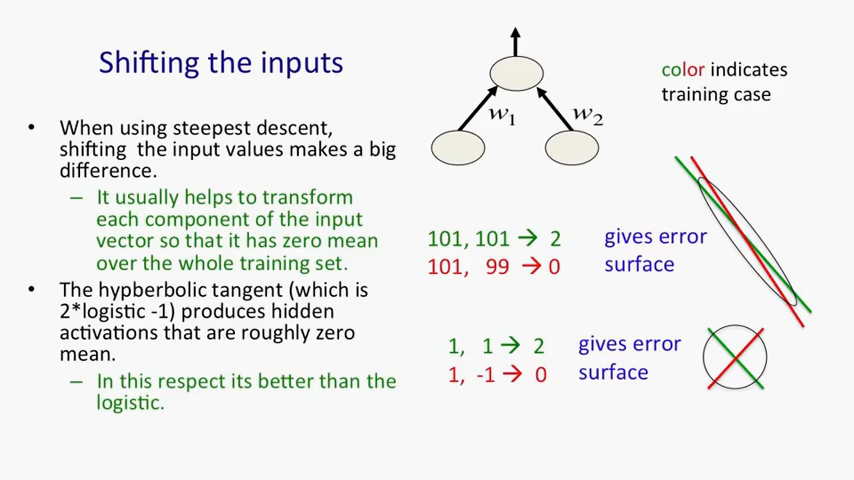 Shifting the inputs
• When using steepest descent,
shifting the input values makes a big
difference.
– It usually helps to transform
each component of the input
vector so that it has zero mean
over the whole training set.
• The hypberbolic tangent (which is
2*logistic -1) produces hidden
activations that are roughly zero
mean.
– In this respect its better than the
logistic.
w1
w2
color indicates
training case
101, 101 → 2
101, 99 → 0
gives error
surface
1, 1 → 2
1, -1 → 0
gives error
surface